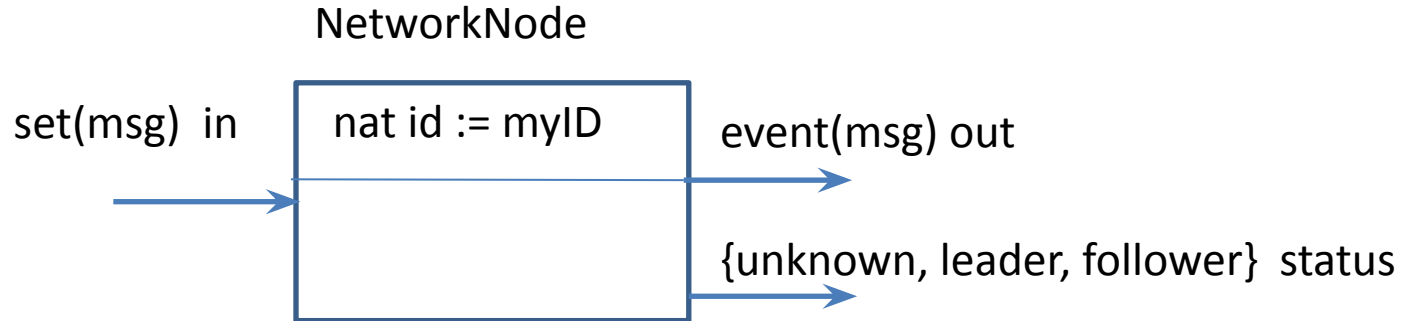 NetworkNode
set(msg) in
nat id := myID
event(msg) out
{unknown, leader, follower} status